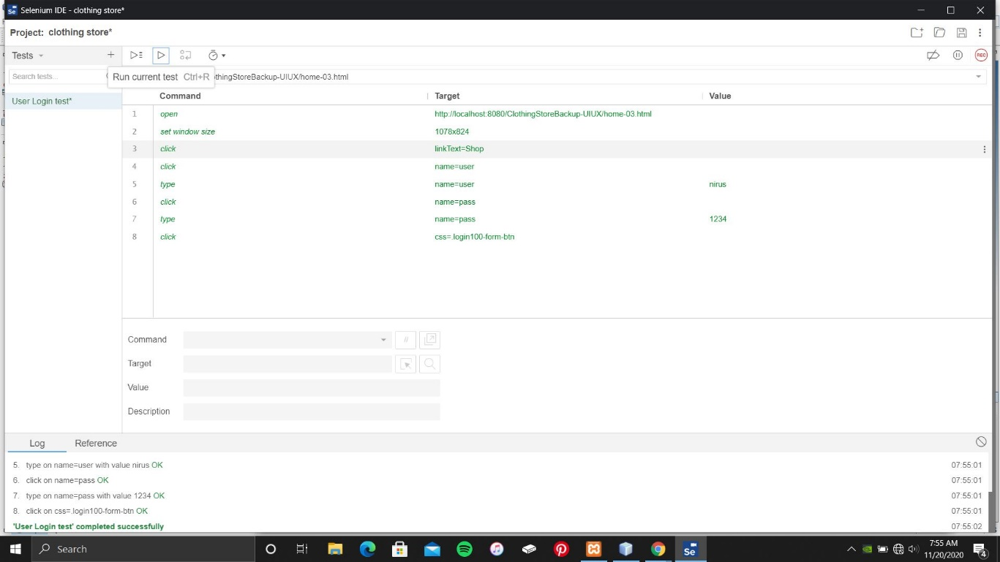 Selenium IDE - clothing store*
Project: clothing store*
Tests
REC
Search tests...
Run current test Ctrl+R
thingStoreBackup-UIUX/home-03.html
User Login test*
Command Target Value
1 open http://localhost:8080/ClothingStoreBackup-UIUX/home-03.html
2 set window size 1078x824
3 click linkText=Shop
4 click name=user
5 type name=user nirus
6 click name=pass
7 type name=pass 1234
8 click css=.login100-form-btn
Command //
Target
Value
Description
Log Reference
5. type on name=user with value nirus OK 07:55:01
6. click on name=pass OK 07:55:01
7. type on name=pass with value 1234 OK 07:55:01
8. click on css=.login100-form-btn OK 07:55:01
'User Login test' completed successfully 07:55:02
Search
Se
7:55 AM
11/20/2020
4